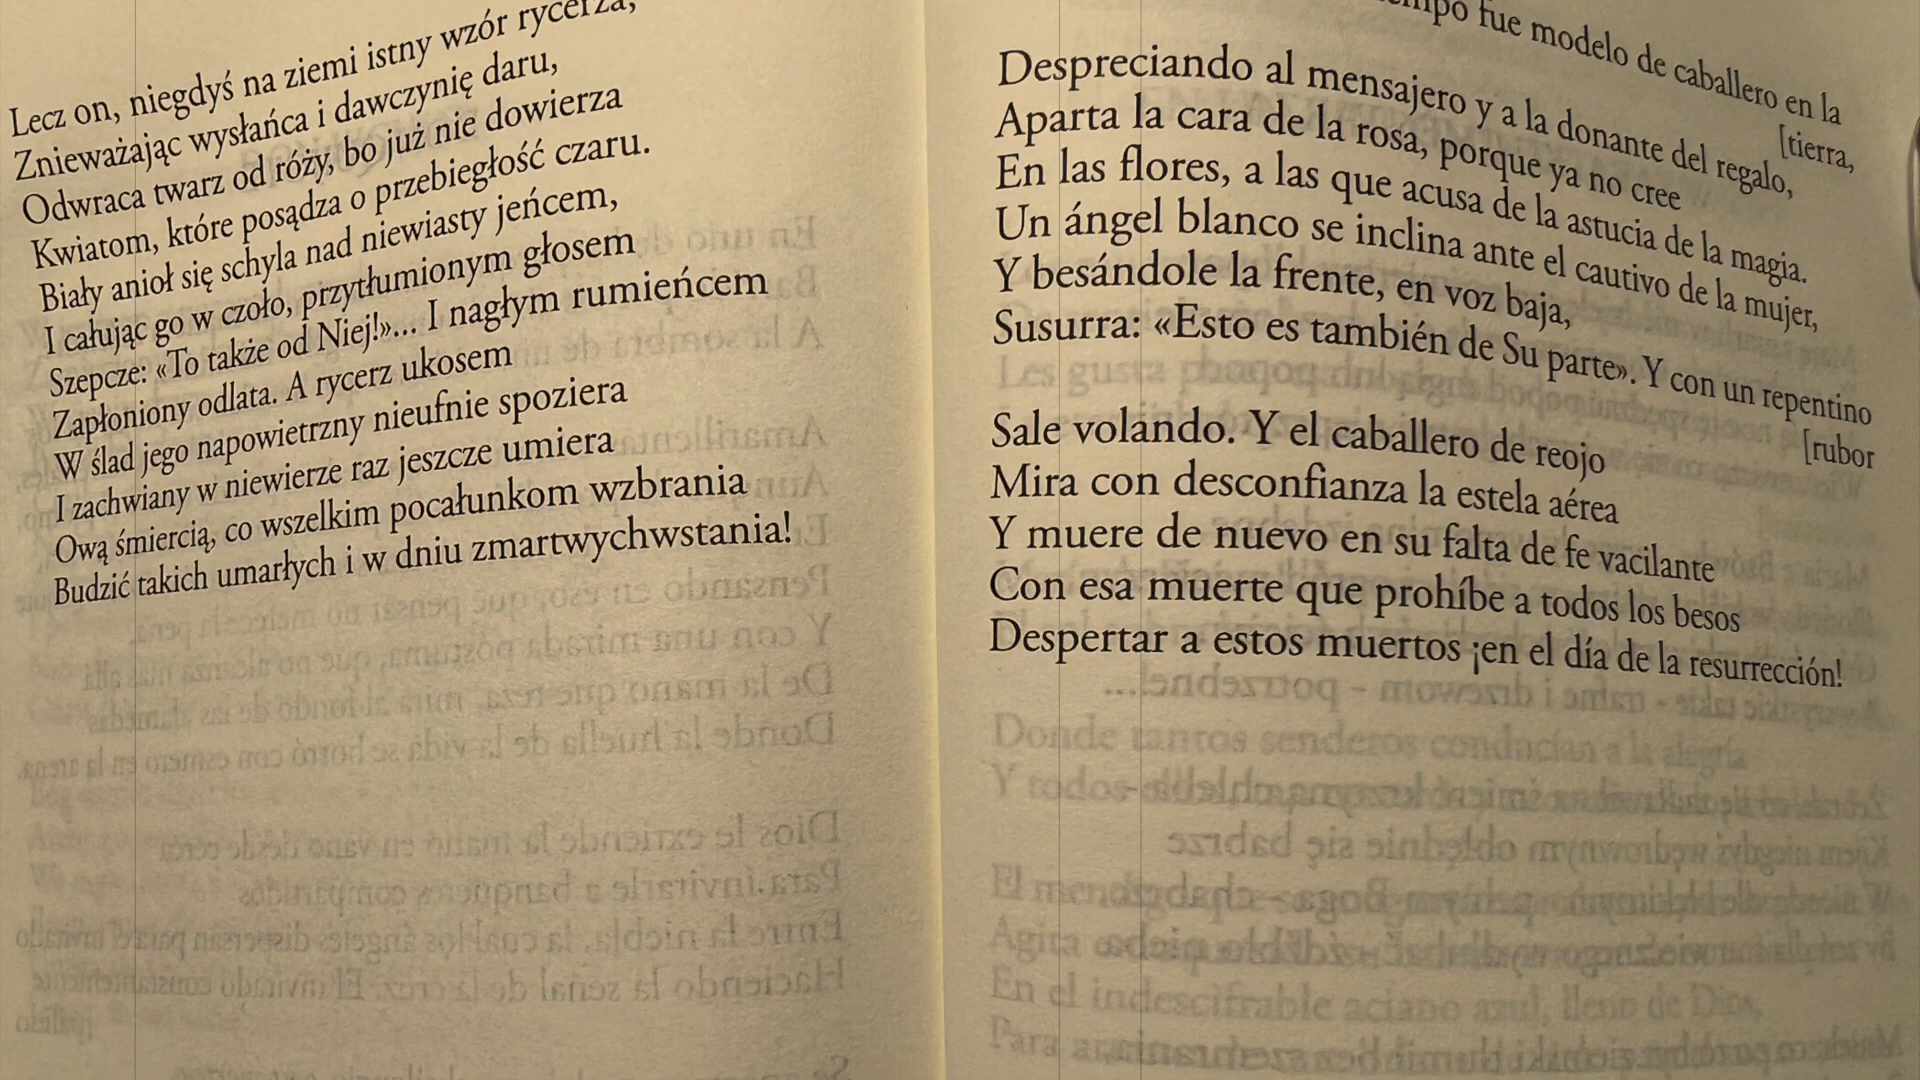 Lecz on, niegdyś na ziemi istny wzór rycerza,
Znieważając wysłańca i dawczynię daru,
Odwraca twarz od róży, bo już nie dowierza
Kwiatom, które posądza o przebiegłość czaru.
Biały anioł się schyla nad niewiasty jeńcem,
I całując go w czoło, przytłumionym głosem
Szepcze: «To także od Niej!»... I nagłym rumieńcem
Zapłoniony odlata. A rycerz ukosem
W ślad jego napowietrzny nieufnie spoziera
I zachwiany w niewierze raz jeszcze umiera
Ową śmiercią, co wszelkim pocałunkom wzbrania
Budzić takich umarłych i w dniu zmartwychwstania!
fue modelo de caballero en la
[tierra,
Despreciando al mensajero y a la donante del regalo,
Aparta la cara de la rosa, porque ya no cree
En las flores, a las que acusa de la astucia de la magia.
Un ángel blanco se inclina ante el cautivo de la mujer,
Y besándole la frente, en voz baja,
Susurra: «Esto es también de Su parte». Y con un repentino
[rubor
Sale volando. Y el caballero de reojo
Mira con desconfianza la estela aérea
Y muere de nuevo en su falta de fe vacilante
Con esa muerte que prohíbe a todos los besos
Despertar a estos muertos ¡en el día de la resurrección!